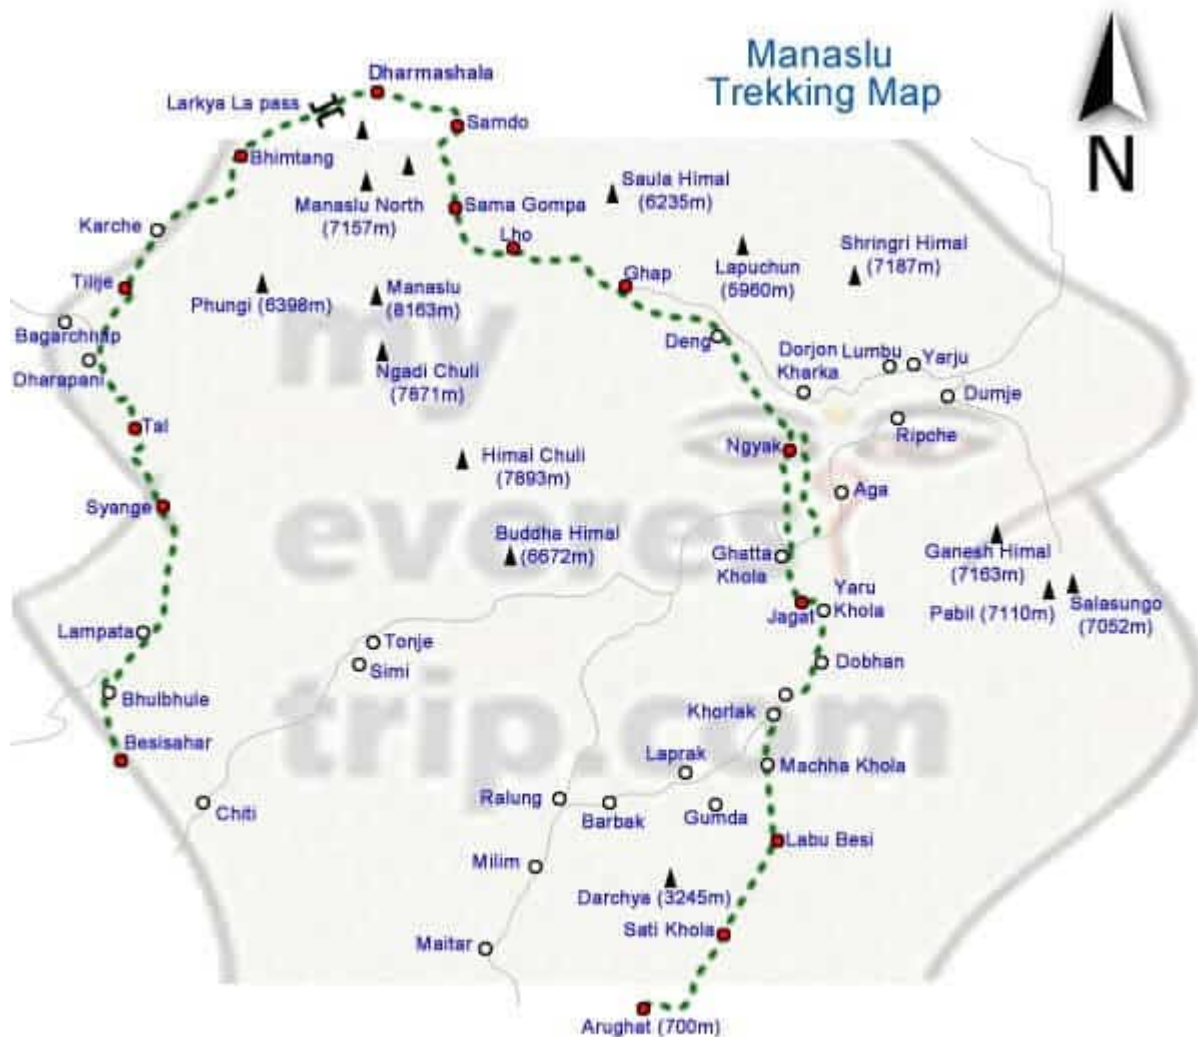 Manaslu
Trekking Map
N
Dharmashala
Larkya La pass
Samdo
Bhimtang
Saula Himal
(6235m)
Manaslu North
(7157m)
Sama Gompa
Lho
Karche
Shringri Himal
(7187m)
Lapuchun
(5960m)
Ghap
Tilije
Phungi (6398m)
Manaslu
(8163m)
my
Bagarchhap
Deng
Dorjon
Kharka
Lumbu
Yarju
Dharapani
Ngadi Chuli
(7871m)
Dumje
Tal
Ripche
Ngyak
Himal Chuli
(7893m)
Aga
Syange
everest
Buddha Himal
(6672m)
Ghatta
Khola
Ganesh Himal
(7163m)
Yaru
Khola
Jagat
Pabil (7110m)
Salasungo
(7052m)
Lampata
Tonje
Simi
Dobhan
Bhulbhule
trip.com
Khorlak
Besisahar
Laprak
Machha Khola
Chiti
Ralung
Barbak
Gumda
Labu Besi
Milim
Darchya (3245m)
Sati Khola
Maitar
Arughat (700m)